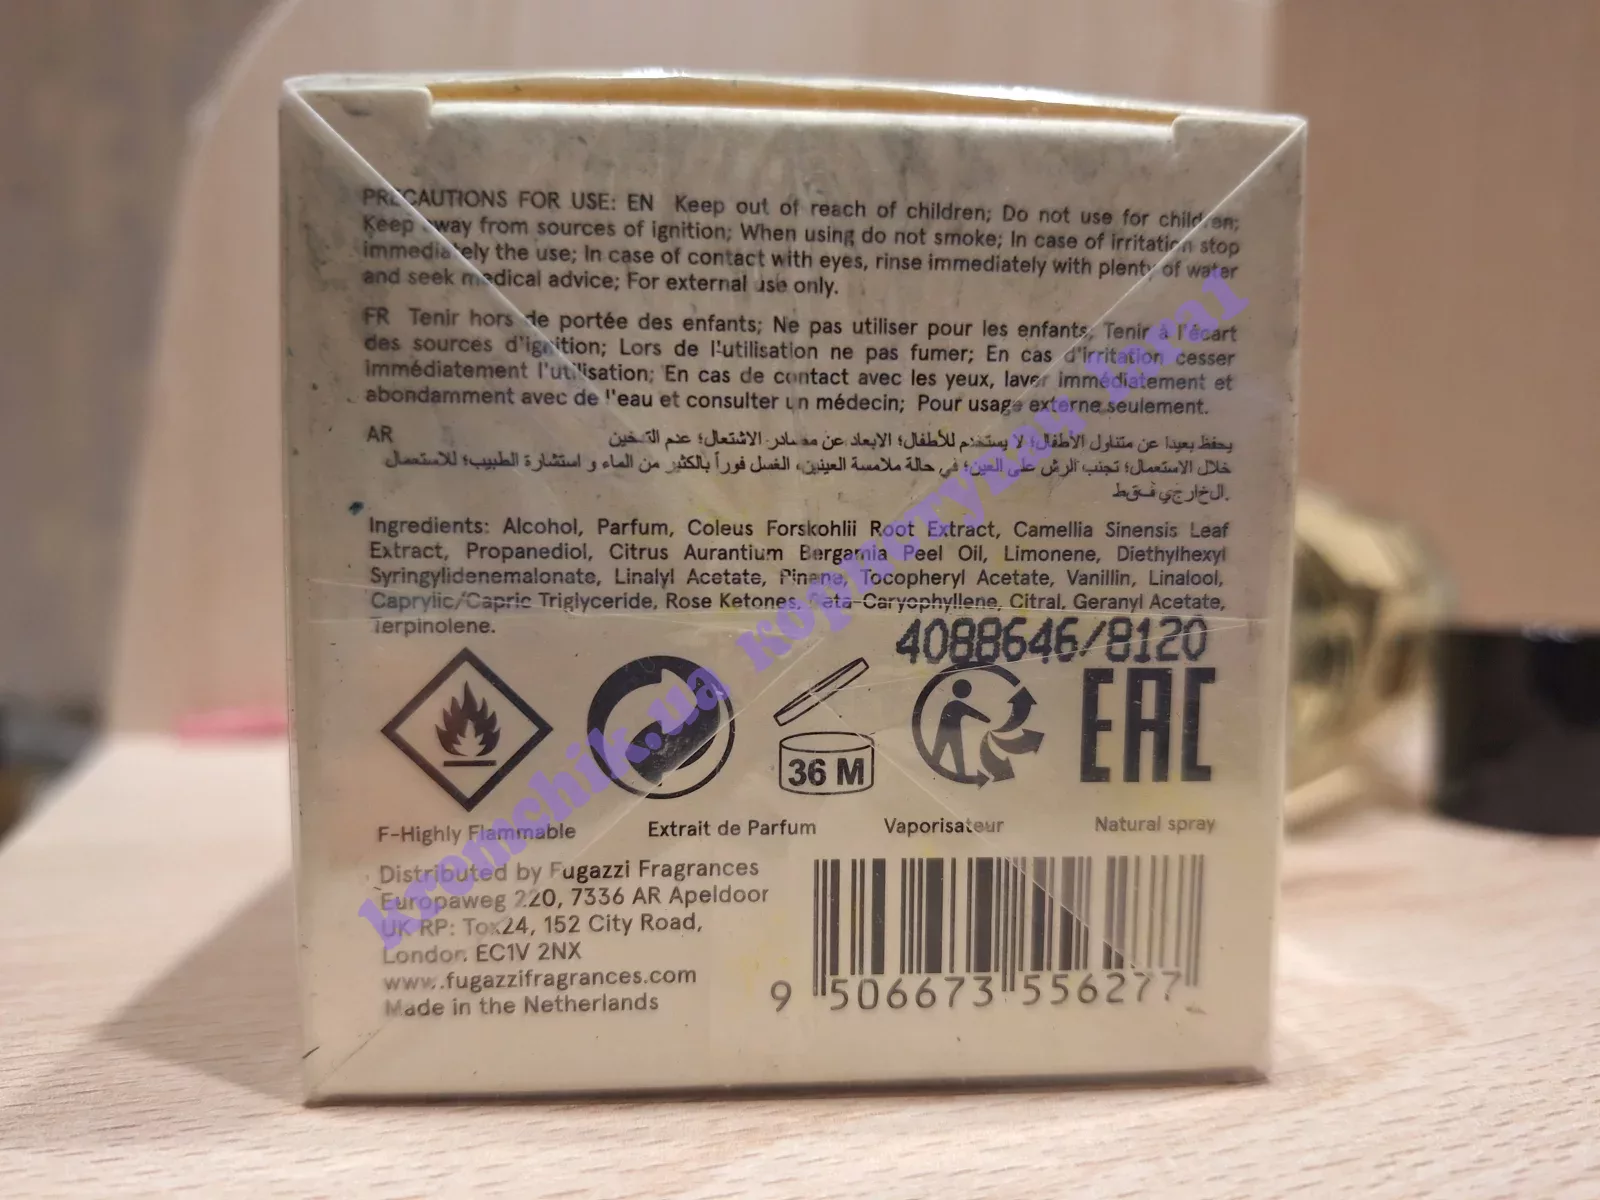 PRECAUTIONS FOR USE: EN Keep out of reach of children; Do not use for children;
Keep away from sources of ignition; When using do not smoke; In case of irritation stop
immediately the use; In case of contact with eyes, rinse immediately with plenty of water
and seek medical advice; For external use only.
FR Tenir hors de portée des enfants; Ne pas utiliser pour les enfants; Tenir à l'écart
des sources d'ignition; Lors de l'utilisation ne pas fumer; En cas d'irritation cesser
immédiatement l'utilisation; En cas de contact avec les yeux, laver immédiatement et
abondamment avec de l'eau et consulter un médecin; Pour usage externe seulement.
AR يحفظ بعيدا عن متناول الأطفال؛ لا يستخدم للأطفال؛ الابعاد عن مصادر الاشتعال؛ عدم التدخين
خلال الاستعمال؛ تجنب الرش على العين؛ في حالة ملامسة العينين، الغسل فوراً بالكثير من الماء و استشارة الطبيب؛ للاستعمال
الخارجي فقط.
Ingredients: Alcohol, Parfum, Coleus Forskohlii Root Extract, Camellia Sinensis Leaf
Extract, Propanediol, Citrus Aurantium Bergamia Peel Oil, Limonene, Diethylhexyl
Syringylidenemalonate, Linalyl Acetate, Pinene, Tocopheryl Acetate, Vanillin, Linalool,
Caprylic/Capric Triglyceride, Rose Ketones, Beta-Caryophyllene, Citral, Geranyl Acetate,
Terpinolene.
4088646/8120
36 M
EAC
F-Highly Flammable Extrait de Parfum Vaporisateur Natural spray
Distributed by Fugazzi Fragrances
Europaweg 220, 7336 AR Apeldoor
UK RP: Tox24, 152 City Road,
London. EC1V 2NX
www.fugazzifragrances.com
Made in the Netherlands
9 506673 556277
kremchik.ua